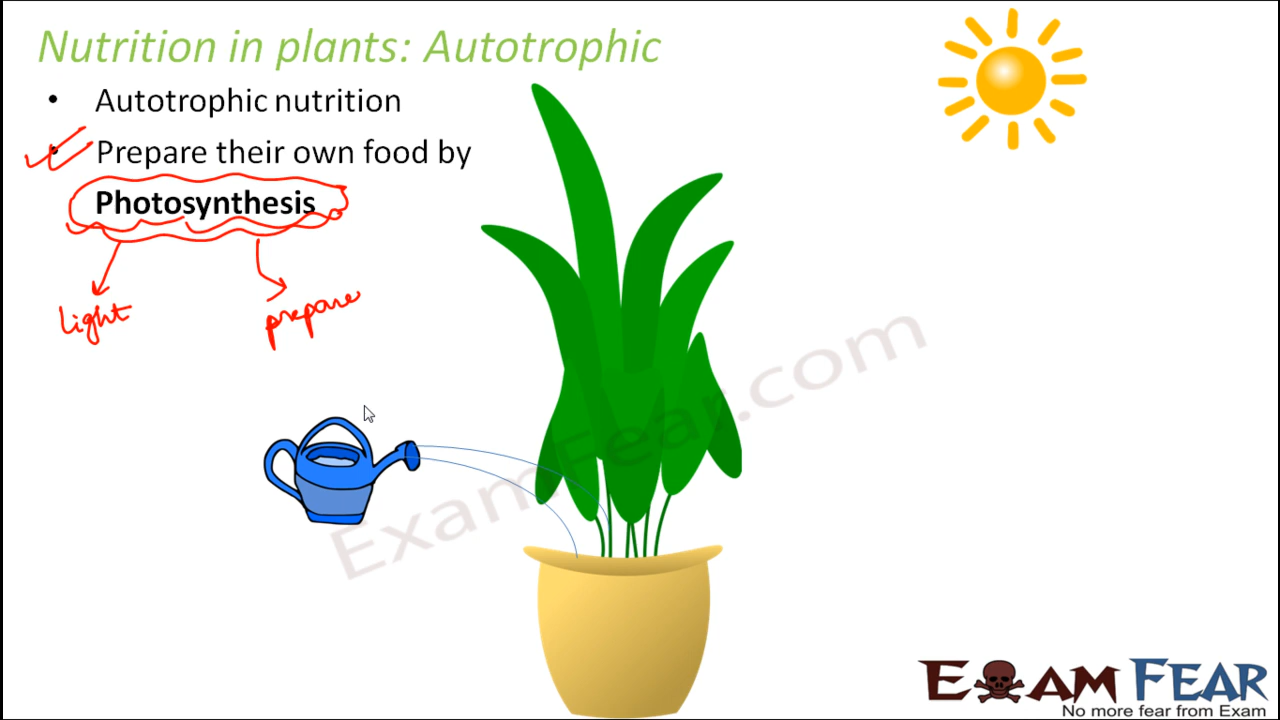 Nutrition in plants: Autotrophic
• Autotrophic nutrition
• Prepare their own food by
Photosynthesis
light
prepare
ExamFear.com
EXAM FEAR
No more fear from Exam